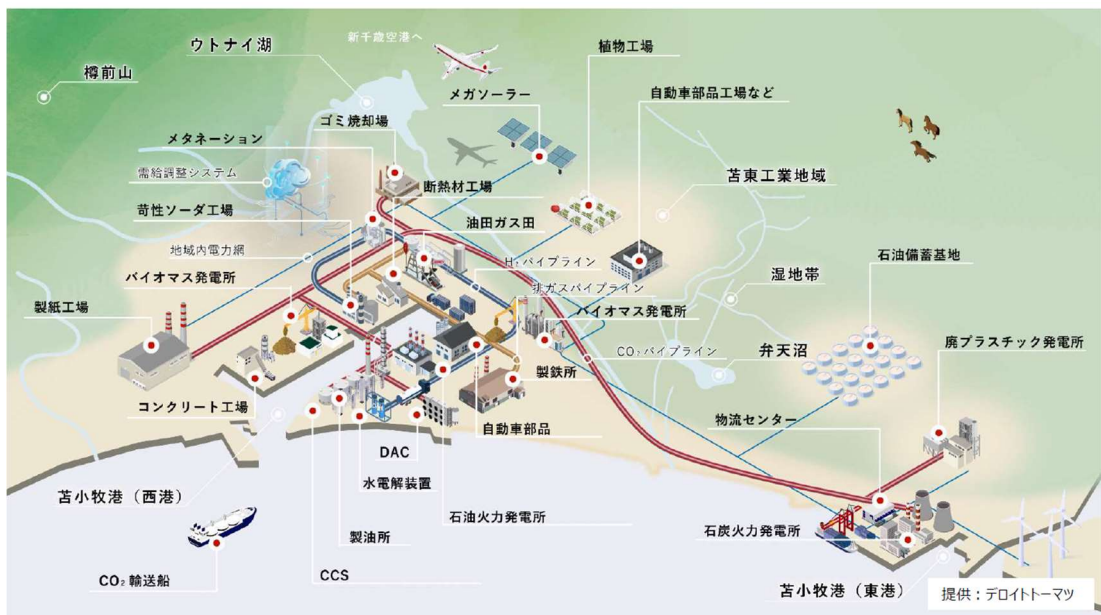 新千歳空港へ
ウトナイ湖
植物工場
樽前山
メガソーラー
自動車部品工場など
ゴミ焼却場
メタネーション
需給調整システム
断熱材工場
苫東工業地域
苛性ソーダ工場
油田ガス田
地域内電力網
H₂パイプライン
石油備蓄基地
バイオマス発電所
湿地帯
排ガスパイプライン
製紙工場
バイオマス発電所
CO₂パイプライン
弁天沼
廃プラスチック発電所
製鉄所
コンクリート工場
物流センター
自動車部品
DAC
水電解装置
苫小牧港（西港）
石油火力発電所
石炭火力発電所
製油所
CCS
CO₂輸送船
苫小牧港（東港）
提供：デロイトトーマツ